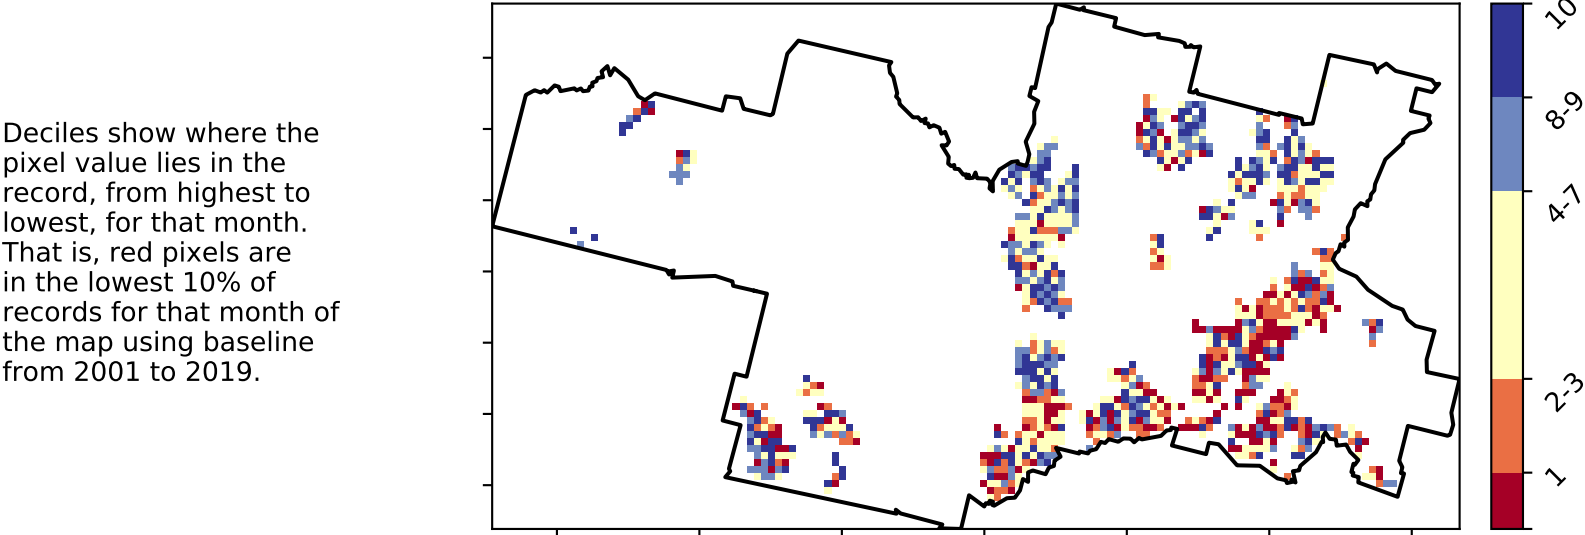 Deciles show where the
pixel value lies in the
record, from highest to
lowest, for that month.
That is, red pixels are
in the lowest 10% of
records for that month of
the map using baseline
from 2001 to 2019.
10
8-9
4-7
2-3
1